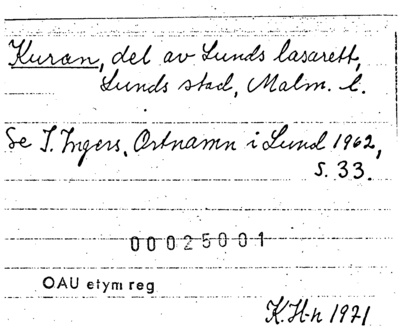 Kuran, del av Lunds lasarett,
Lunds stad, Malm. l.
Se I. Ingers, Ortnamn i Lund 1962,
s. 33.
00025001
OAU etym reg
K.H-n 1971